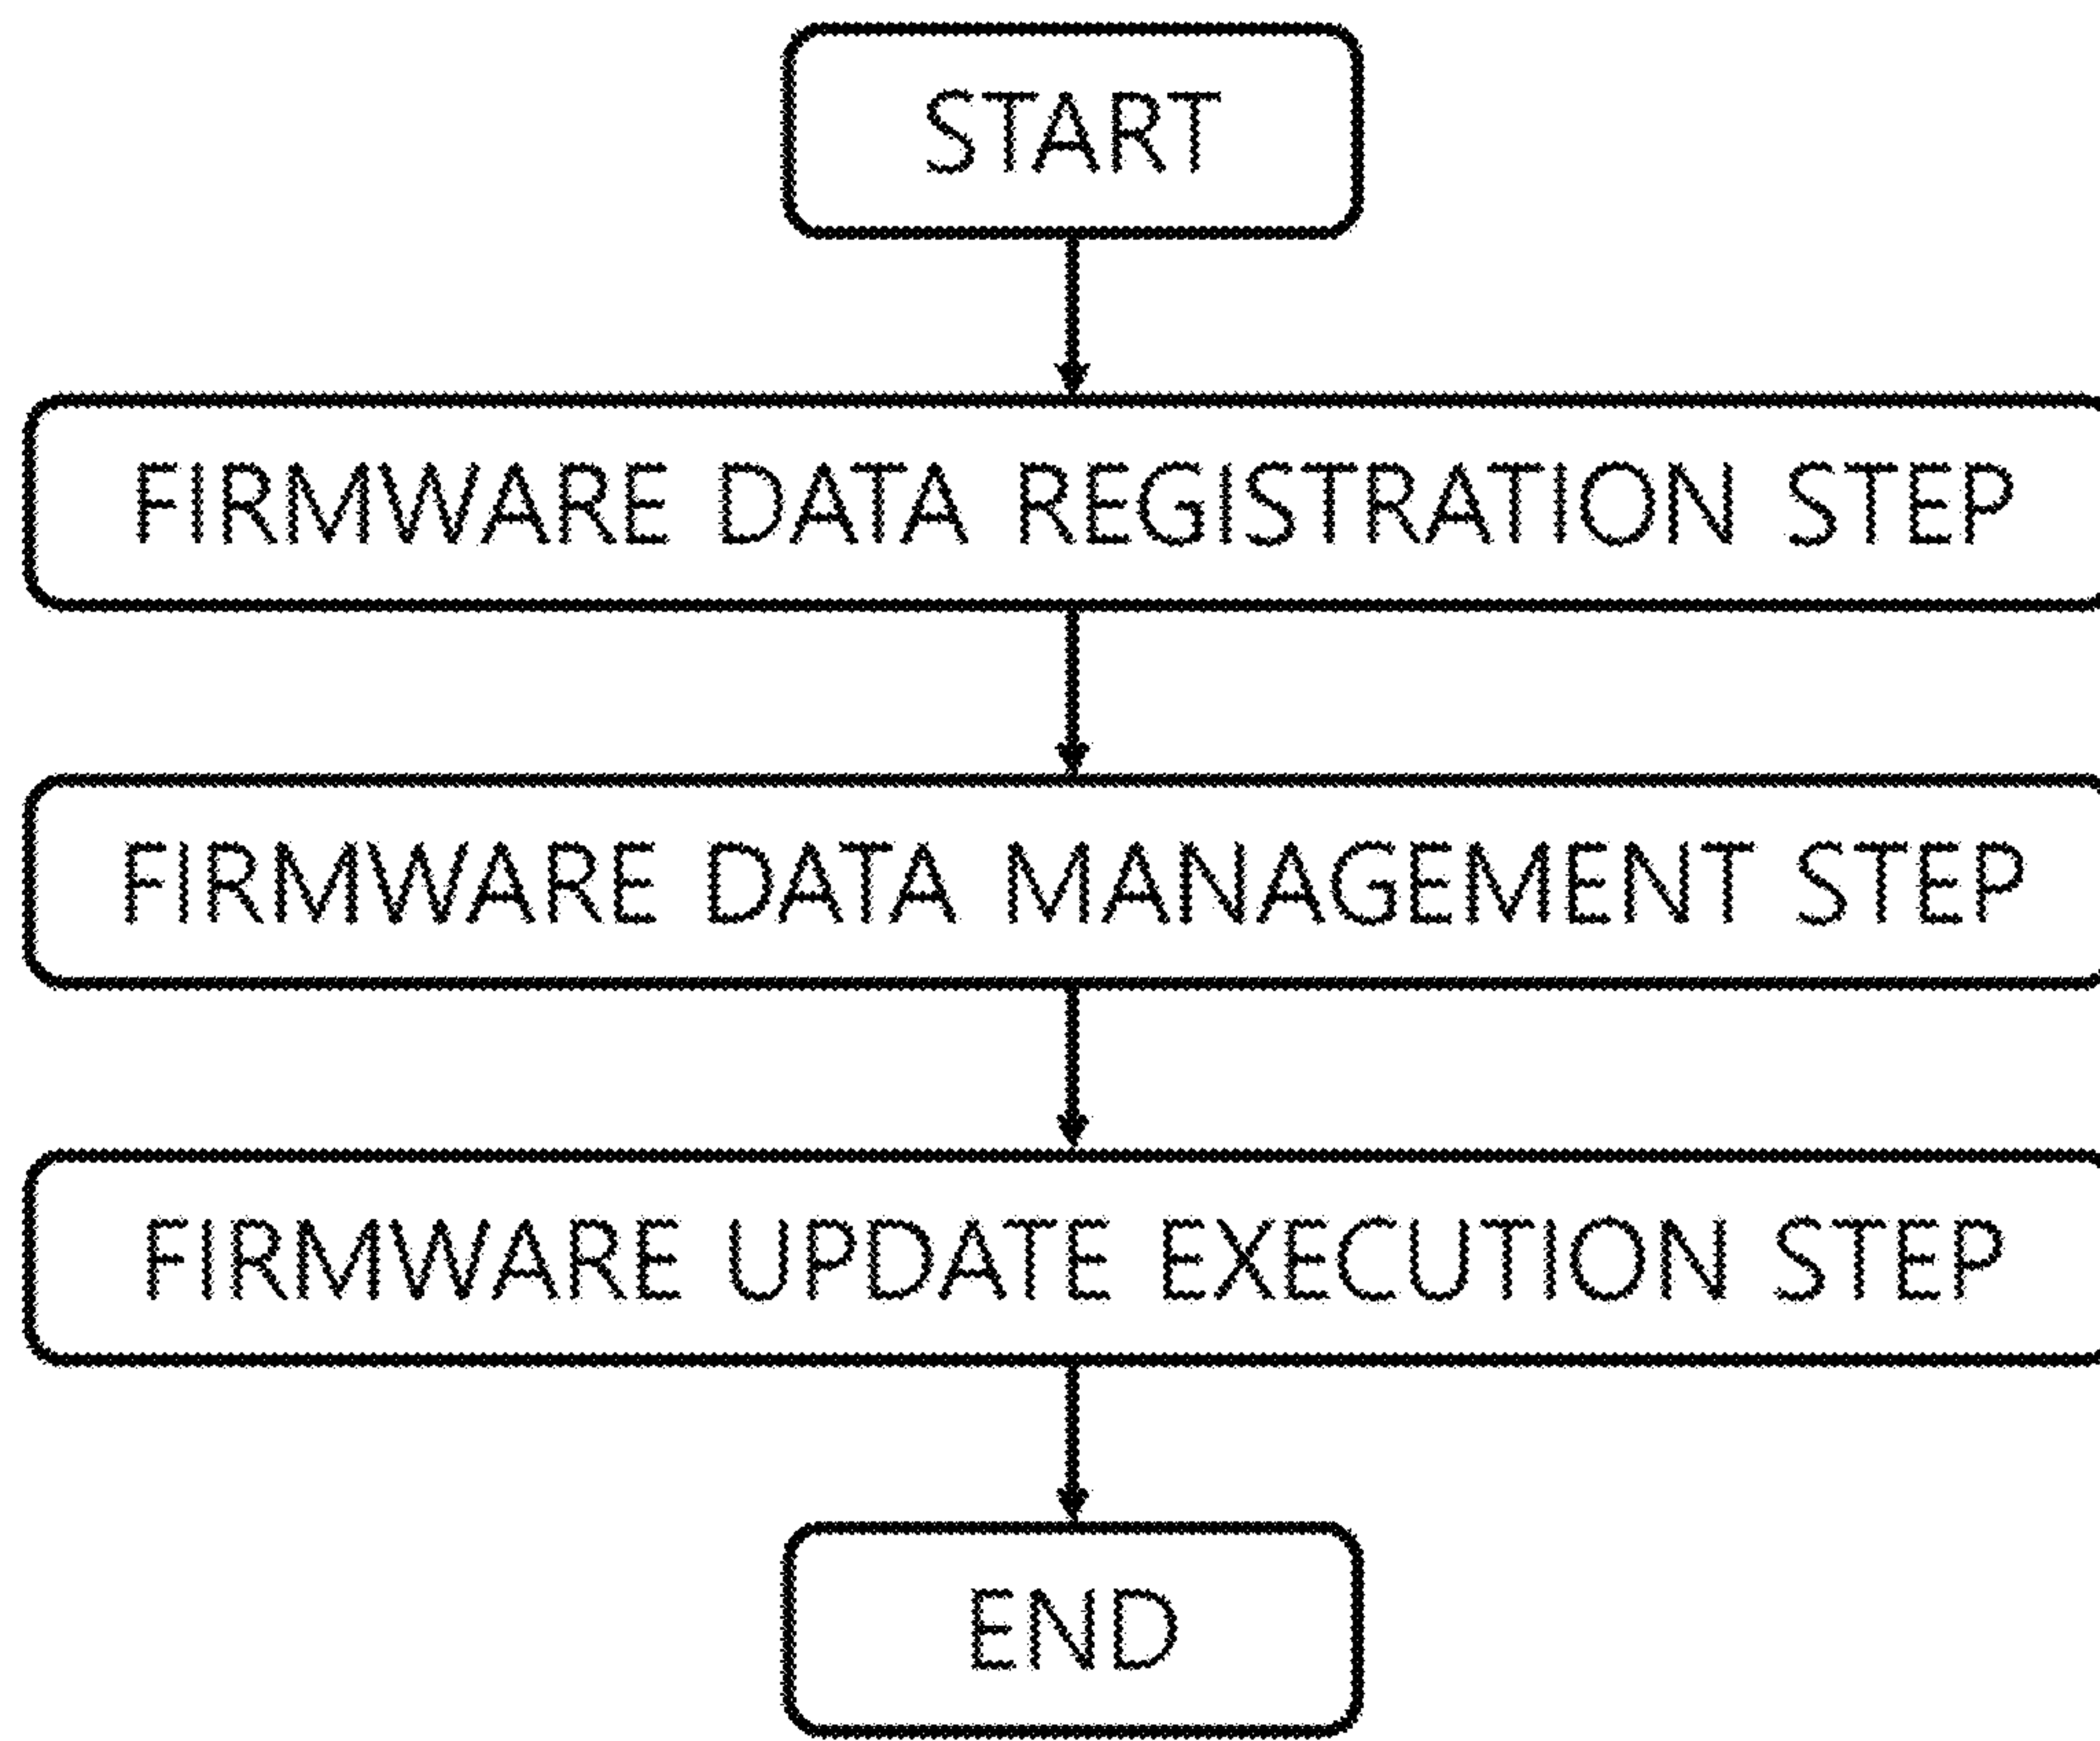 START
FIRMWARE DATA REGISTRATION STEP
FIRMWARE DATA MANAGEMENT STEP
FIRMWARE UPDATE EXECUTION STEP
END